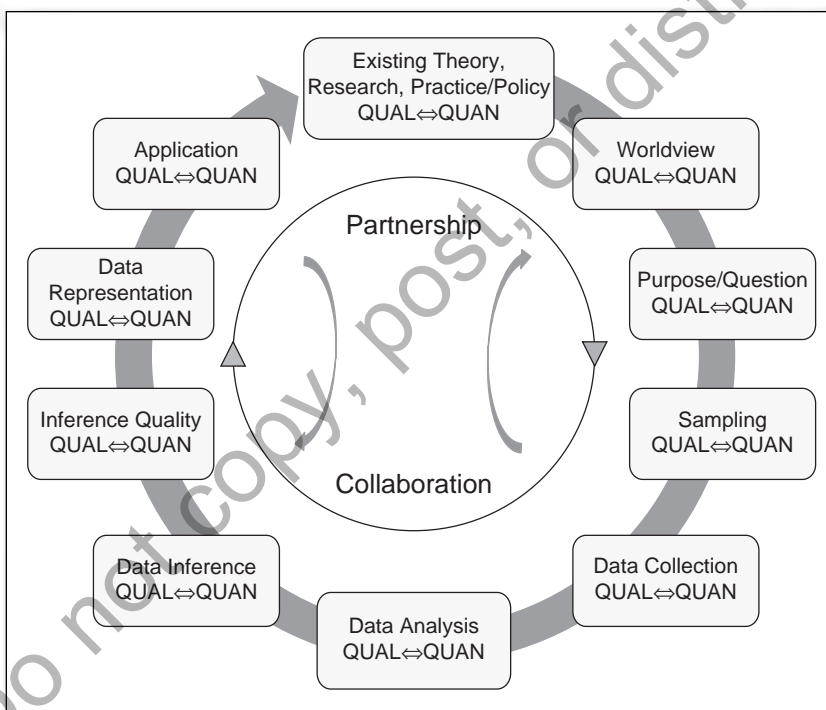 Existing Theory,
Research, Practice/Policy
QUAL⇔QUAN
Worldview
QUAL⇔QUAN
Purpose/Question
QUAL⇔QUAN
Sampling
QUAL⇔QUAN
Data Collection
QUAL⇔QUAN
Data Analysis
QUAL⇔QUAN
Data Inference
QUAL⇔QUAN
Inference Quality
QUAL⇔QUAN
Data
Representation
QUAL⇔QUAN
Application
QUAL⇔QUAN
Partnership
Collaboration
not copy, post, or